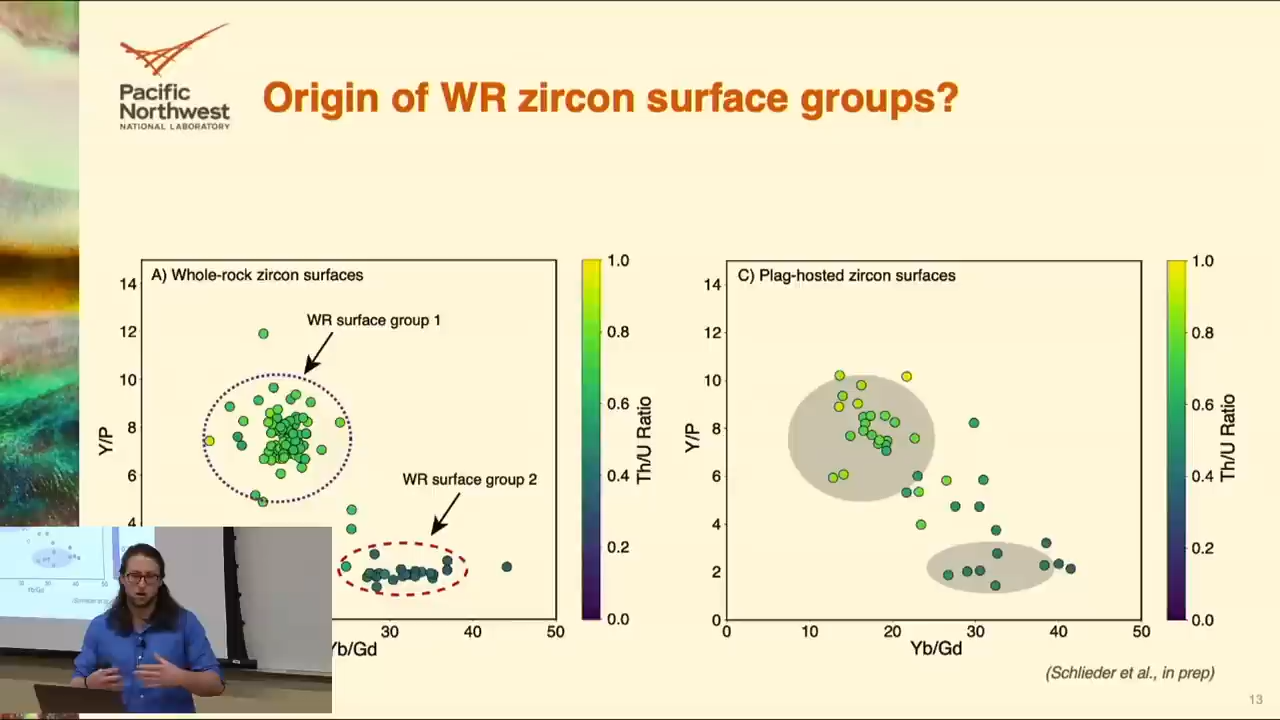 Pacific
Northwest
NATIONAL LABORATORY
Origin of WR zircon surface groups?
A) Whole-rock zircon surfaces
WR surface group 1
WR surface group 2
14
12
10
8
6
4
Y/P
30
40
50
Yb/Gd
1.0
0.8
0.6
0.4
0.2
0.0
Th/U Ratio
C) Plag-hosted zircon surfaces
14
12
10
8
6
4
2
0
Y/P
0
10
20
30
40
50
Yb/Gd
1.0
0.8
0.6
0.4
0.2
0.0
Th/U Ratio
(Schlieder et al., in prep)
13
Yb/Gd